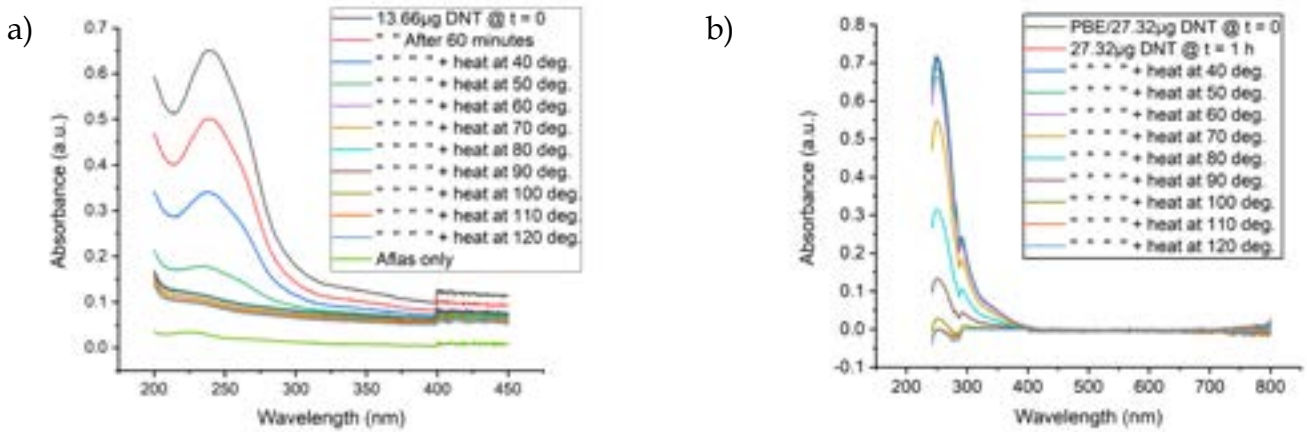 a)
13.66μg DNT @ t = 0
" " After 60 minutes
" " " " + heat at 40 deg.
" " " " + heat at 50 deg.
" " " " + heat at 60 deg.
" " " " + heat at 70 deg.
" " " " + heat at 80 deg.
" " " " + heat at 90 deg.
" " " " + heat at 100 deg.
" " " " + heat at 110 deg.
" " " " + heat at 120 deg.
Aflas only
0.7
0.6
0.5
0.4
0.3
0.2
0.1
0.0
Absorbance (a.u.)
200 250 300 350 400 450
Wavelength (nm)
b)
PBE/27.32μg DNT @ t = 0
27.32μg DNT @ t = 1 h
" " " " + heat at 40 deg.
" " " " + heat at 50 deg.
" " " " + heat at 60 deg.
" " " " + heat at 70 deg.
" " " " + heat at 80 deg.
" " " " + heat at 90 deg.
" " " " + heat at 100 deg.
" " " " + heat at 110 deg.
" " " " + heat at 120 deg.
0.8
0.7
0.6
0.5
0.4
0.3
0.2
0.1
0.0
-0.1
Absorbance (a.u.)
200 300 400 500 600 700 800
Wavelength (nm)